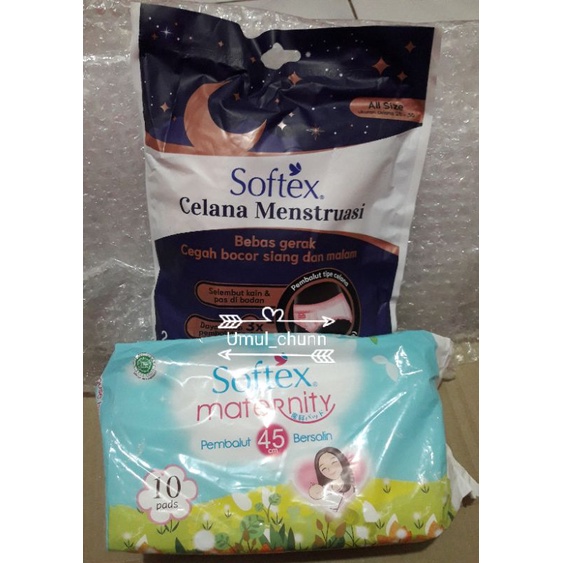 All Size
Softex®
Celana Menstruasi
Bebas gerak
Cegah bocor siang dan malam
Pembalut tipe celana
Selembut kain &
pas di badan
3x
Umul_chunn
Softex®
maternity
Pembalut 45 cm Bersalin
10
pads